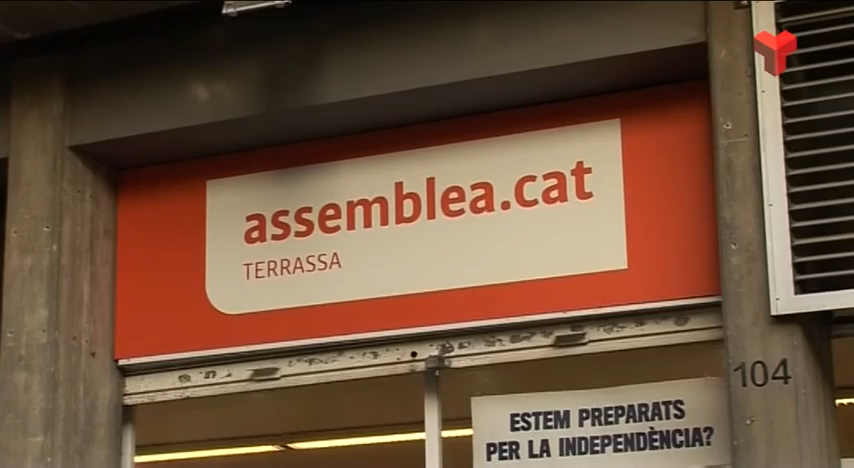 assemblea.cat
TERRASSA
104
ESTEM PREPARATS
PER LA INDEPENDÈNCIA?